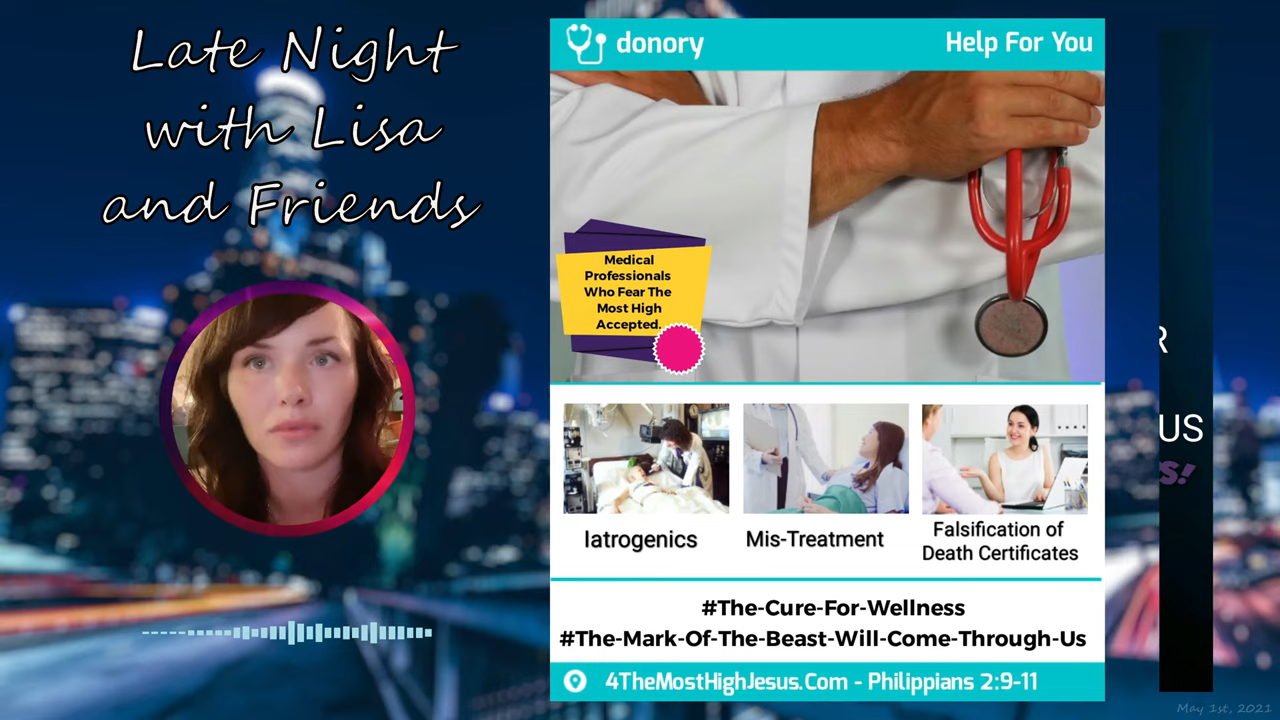 Late Night
with Lisa
and Friends
donory
Help For You
Medical
Professionals
Who Fear The
Most High
Accepted.
Iatrogenics
Mis-Treatment
Falsification of
Death Certificates
#The-Cure-For-Wellness
#The-Mark-Of-The-Beast-Will-Come-Through-Us
4TheMostHighJesus.Com - Philippians 2:9-11
R
US
S!
May 1st, 2021